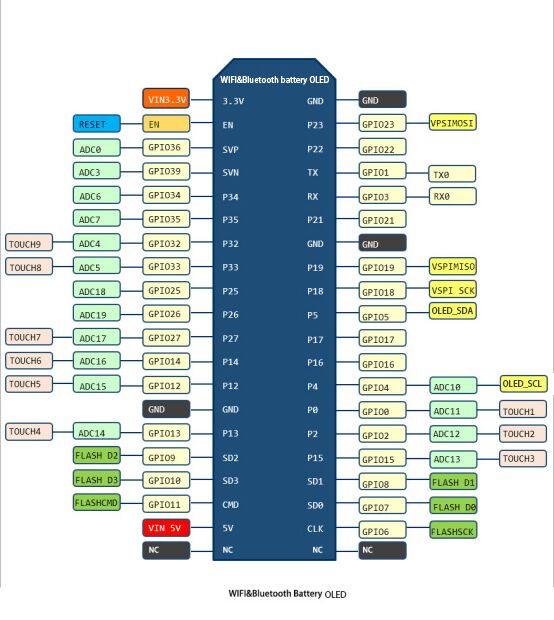 WIFI&Bluetooth battery OLED
VIN3.3V 3.3V GND GND
RESET EN EN P23 GPIO23 VPSIMOSI
ADC0 GPIO36 SVP P22 GPIO22
ADC3 GPIO39 SVN TX GPIO1 TX0
ADC6 GPIO34 P34 RX GPIO3 RX0
ADC7 GPIO35 P35 P21 GPIO21
TOUCH9 ADC4 GPIO32 P32 GND GND
TOUCH8 ADC5 GPIO33 P33 P19 GPIO19 VSPIMISO
ADC18 GPIO25 P25 P18 GPIO18 VSPI SCK
ADC19 GPIO26 P26 P5 GPIO5 OLED_SDA
TOUCH7 ADC17 GPIO27 P27 P17 GPIO17
TOUCH6 ADC16 GPIO14 P14 P16 GPIO16
TOUCH5 ADC15 GPIO12 P12 P4 GPIO4 ADC10 OLED_SCL
GND GND P0 GPIO0 ADC11 TOUCH1
TOUCH4 ADC14 GPIO13 P13 P2 GPIO2 ADC12 TOUCH2
FLASH D2 GPIO9 SD2 P15 GPIO15 ADC13 TOUCH3
FLASH D3 GPIO10 SD3 SD1 GPIO8 FLASH D1
FLASHCMD GPIO11 CMD SD0 GPIO7 FLASH D0
VIN 5V 5V CLK GPIO6 FLASHSCK
NC NC NC NC
WIFI&Bluetooth Battery OLED